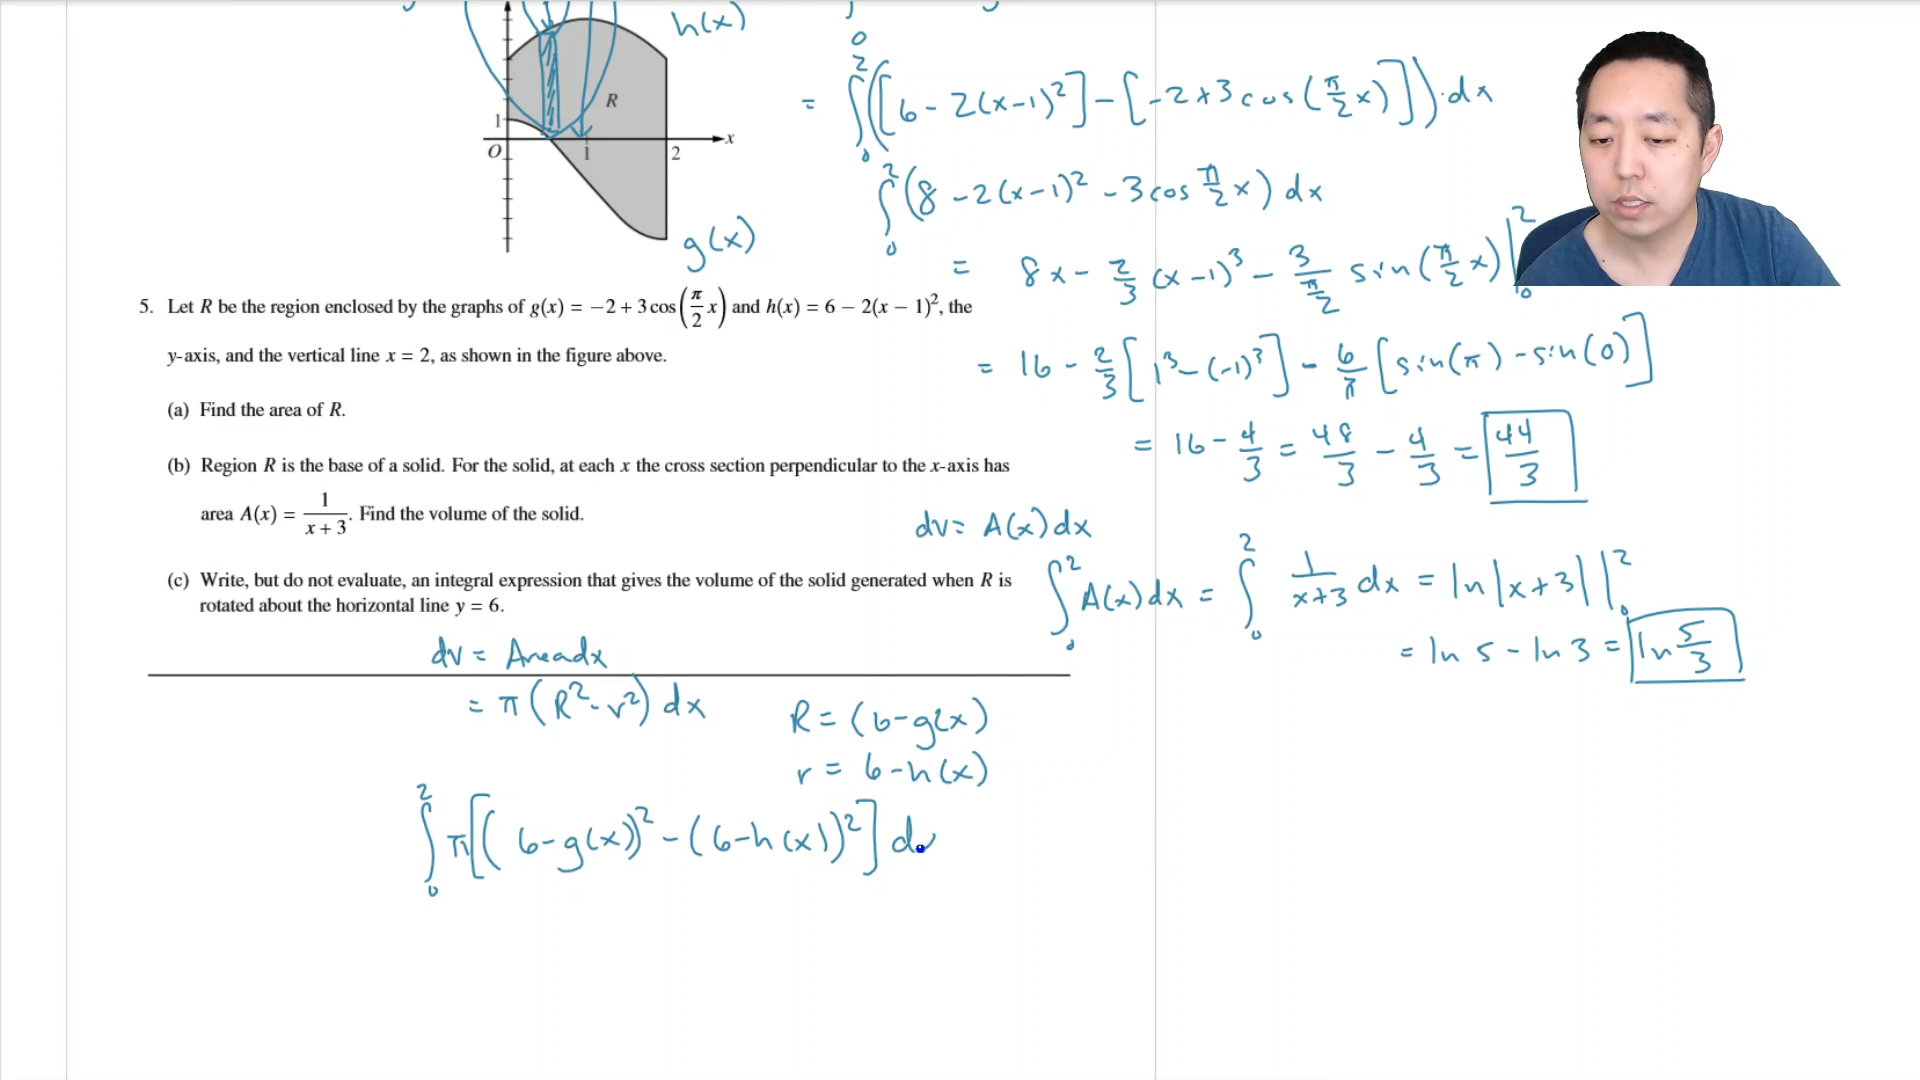 h(x)
R
1
O
1
2
x
g(x)
5. Let R be the region enclosed by the graphs of g(x) = −2 + 3 cos(π/2 x) and h(x) = 6 − 2(x − 1)², the
y-axis, and the vertical line x = 2, as shown in the figure above.
(a) Find the area of R.
(b) Region R is the base of a solid. For the solid, at each x the cross section perpendicular to the x-axis has
area A(x) = 1/(x + 3). Find the volume of the solid.
(c) Write, but do not evaluate, an integral expression that gives the volume of the solid generated when R is
rotated about the horizontal line y = 6.
dv = Area dx
= π(R² - r²) dx
R = (6-g(x)
r = 6-h(x)
∫₀² π[(6-g(x))² - (6-h(x))²] d
0
= ∫₀² ([6-2(x-1)²] - [-2+3cos(π/2 x)])·dx
∫₀² (8-2(x-1)² - 3cos π/2 x) dx
= 8x - 2/3 (x-1)³ - 3/(π/2) sin(π/2 x) |₀²
= 16 - 2/3 [1³-(-1)³] - 6/π [sin(π) - sin(0)]
= 16 - 4/3 = 48/3 - 4/3 = 44/3
dv = A(x) dx
∫₀² A(x) dx = ∫₀² 1/(x+3) dx = ln|x+3| |₀²
= ln 5 - ln 3 = ln 5/3